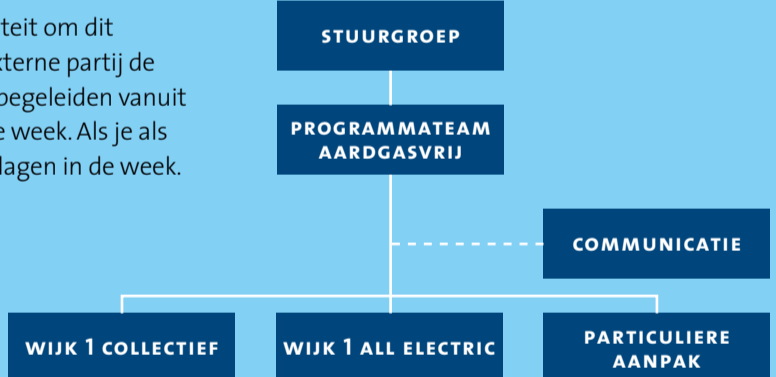 teit om dit
xterne partij de
begeleiden vanuit
e week. Als je als
dagen in de week.
STUURGROEP
PROGRAMMATEAM
AARDGASVRIJ
COMMUNICATIE
WIJK 1 COLLECTIEF
WIJK 1 ALL ELECTRIC
PARTICULIERE
AANPAK